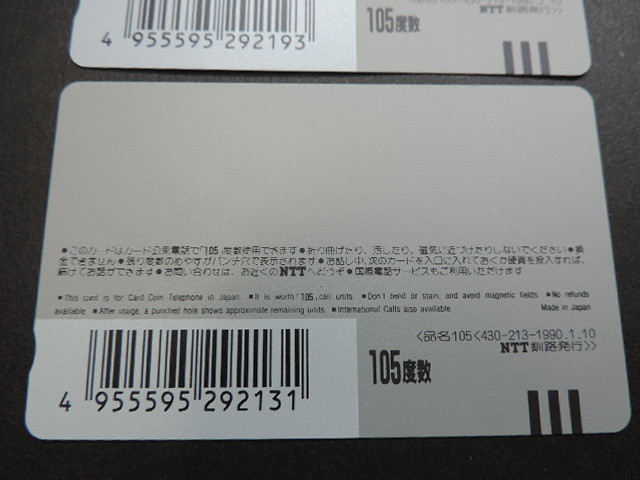 4 955595 292193
105度数
●このカードはカード公衆電話で「105」度数使用できます ●折り曲げたり、汚したり、磁気に近づけたりしないでください ●換
金できません ●残り度数のめやすがパンチ穴で表示されます ●お話し中、次のカードを入口に入れておくか硬貨を投入すれば、
続けてお話ができます ●お問い合わせは、お近くのNTTへどうぞ ●国際電話サービスもご利用いただけます
■This card is for Card Coin Telephone in Japan. ■It is worth「105」call units. ■Don't bend or stain, and avoid magnetic fields. ■No refunds
available. ■After usage, a punched hole shows approximate remaining units. ■International Calls also available. Made in Japan
〈品名105〈430-213-1990.1.10
NTT釧路発行〉〉
105度数
4 955595 292131